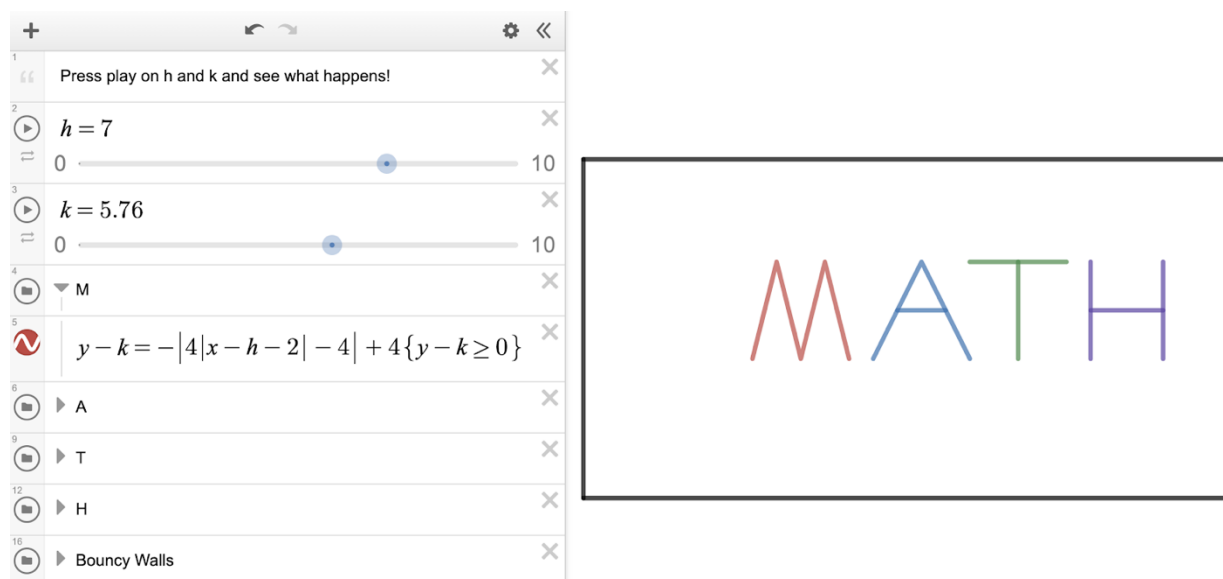 1
Press play on h and k and see what happens!
2
h = 7
0 10
3
k = 5.76
0 10
4
M
5
y − k = −|4|x − h − 2| − 4| + 4{y − k ≥ 0}
6
A
9
T
12
H
16
Bouncy Walls
MATH